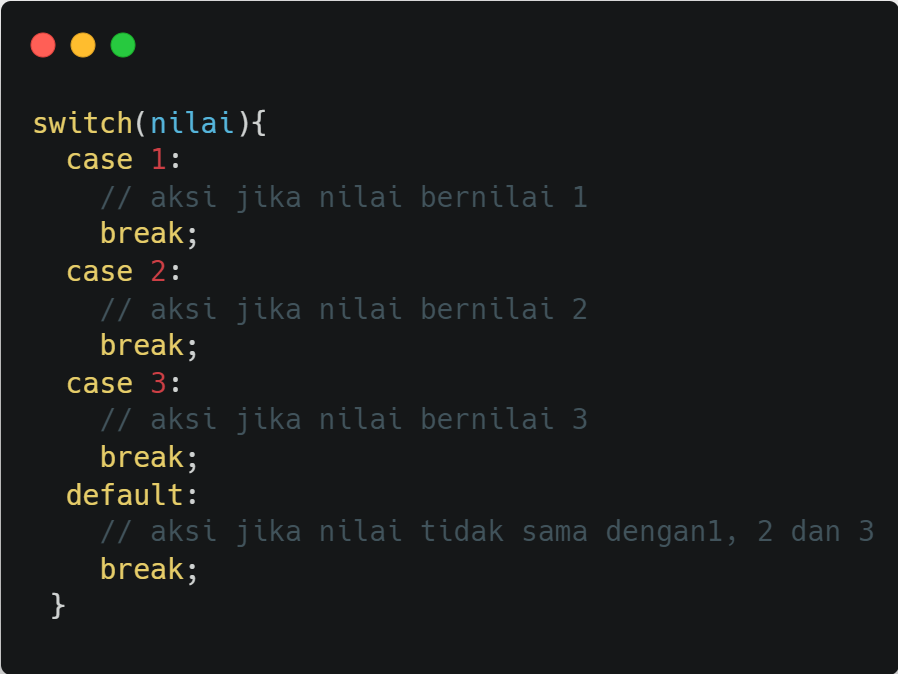 switch(nilai){
case 1:
// aksi jika nilai bernilai 1
break;
case 2:
// aksi jika nilai bernilai 2
break;
case 3:
// aksi jika nilai bernilai 3
break;
default:
// aksi jika nilai tidak sama dengan1, 2 dan 3
break;
}